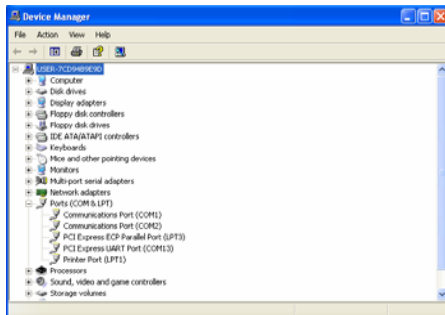 Device Manager
File Action View Help
USER-7CD9489E9D
Computer
Disk drives
Display adapters
Floppy disk controllers
Floppy disk drives
IDE ATA/ATAPI controllers
Keyboards
Mice and other pointing devices
Monitors
Multi-port serial adapters
Network adapters
Ports (COM & LPT)
Communications Port (COM1)
Communications Port (COM2)
PCI Express ECP Parallel Port (LPT3)
PCI Express UART Port (COM13)
Printer Port (LPT1)
Processors
Sound, video and game controllers
Storage volumes